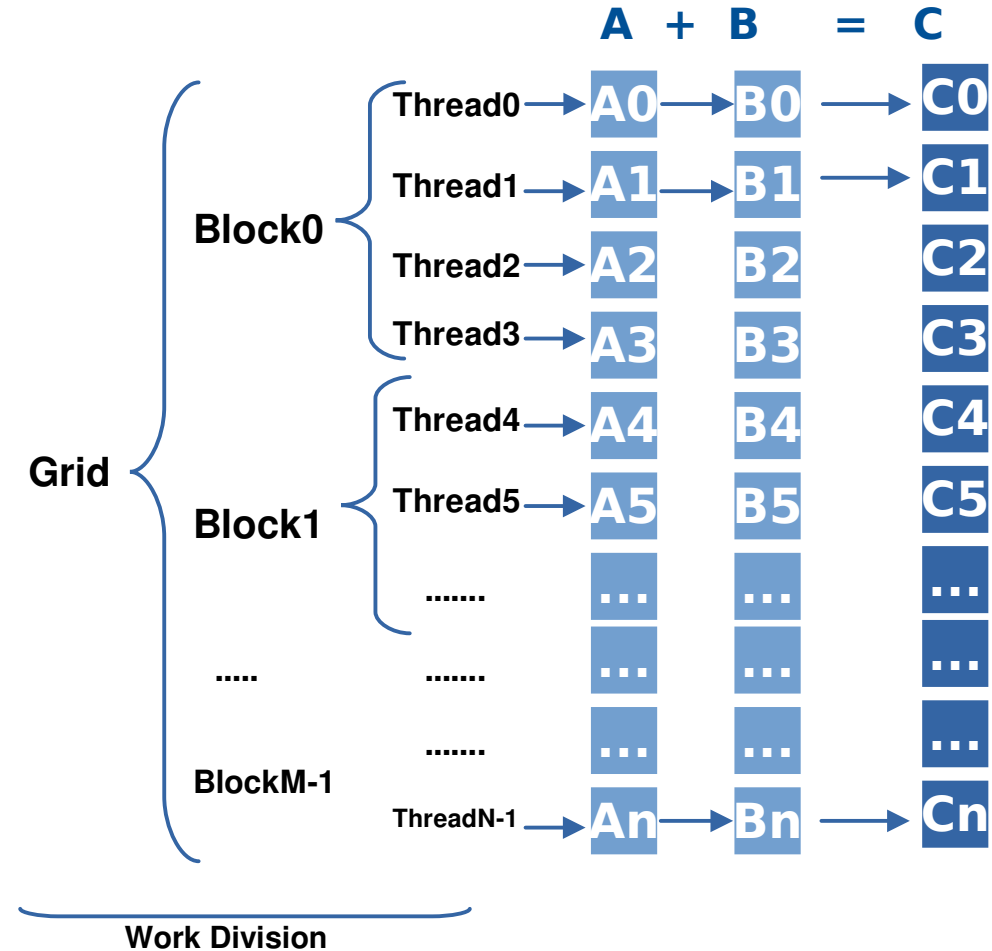 A + B = C
Thread0 A0 B0 C0
Thread1 A1 B1 C1
Block0
Thread2 A2 B2 C2
Thread3 A3 B3 C3
Thread4 A4 B4 C4
Grid
Thread5 A5 B5 C5
Block1
....... ... ... ...
..... ....... ... ... ...
....... ... ... ...
BlockM-1
ThreadN-1 An Bn Cn
Work Division